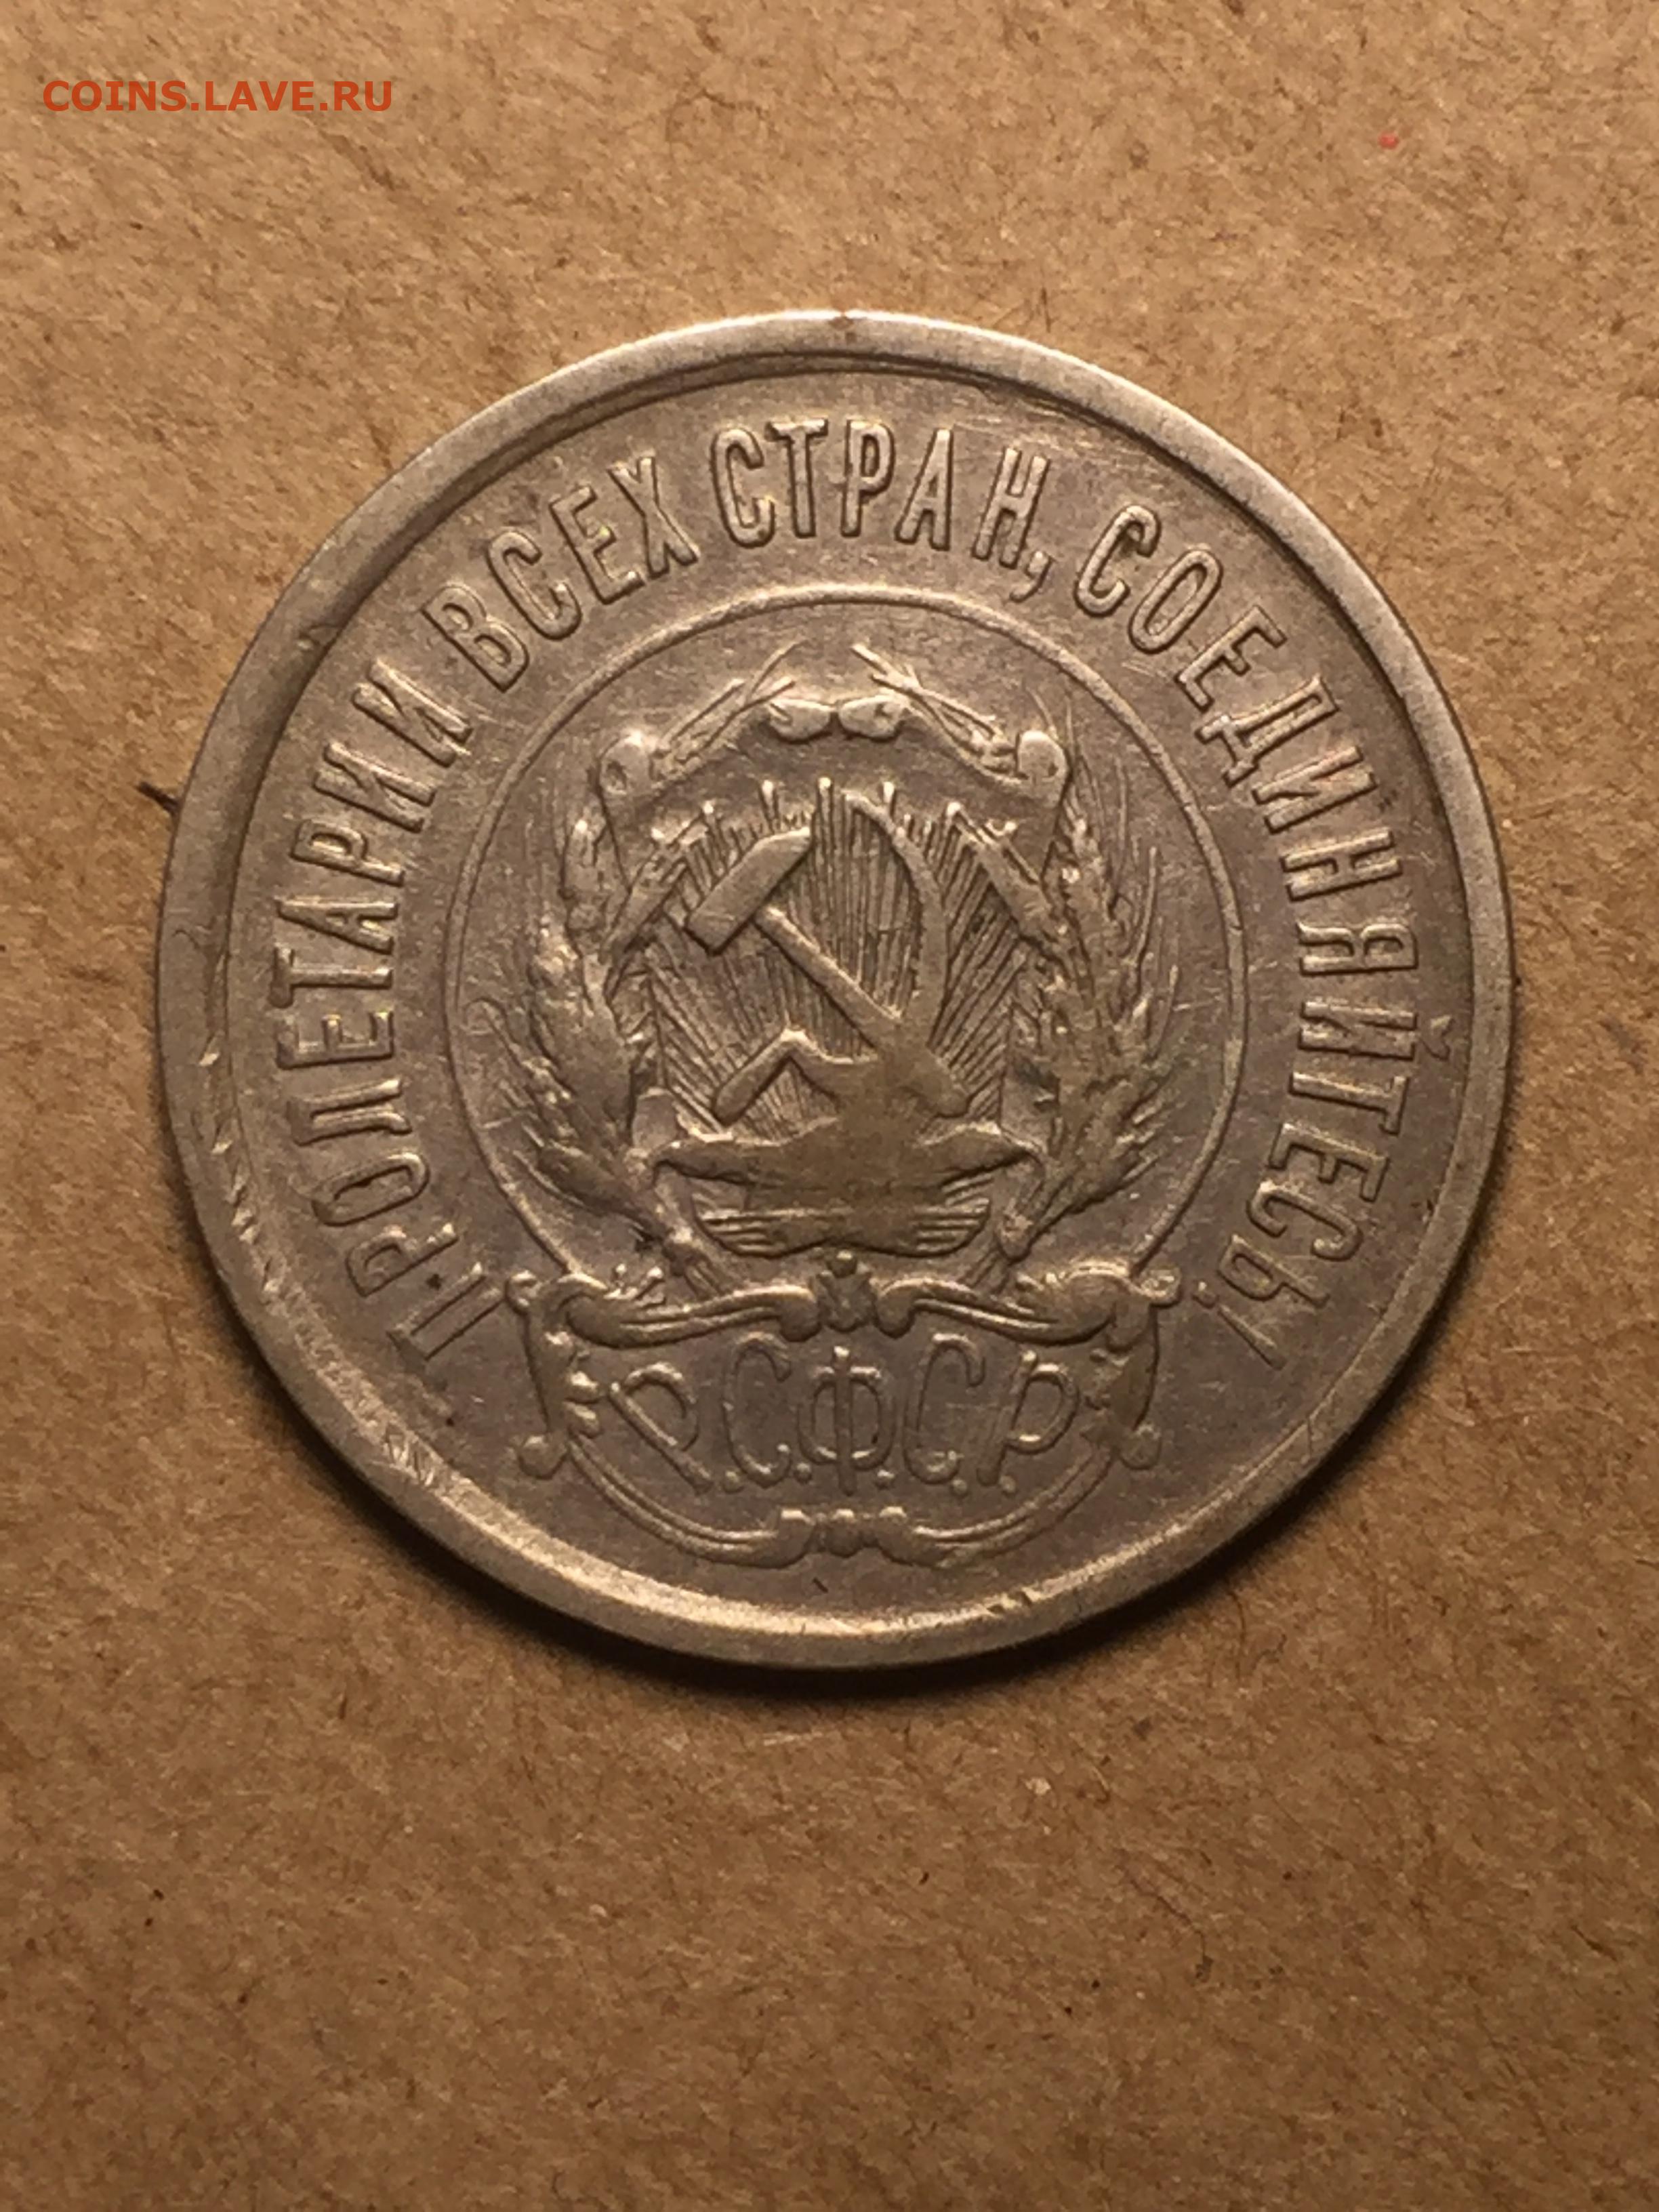 COINS.LAVE.RU
ПРОЛЕТАРИИ ВСЕХ СТРАН, СОЕДИНЯЙТЕСЬ!
Р.С.Ф.С.Р.